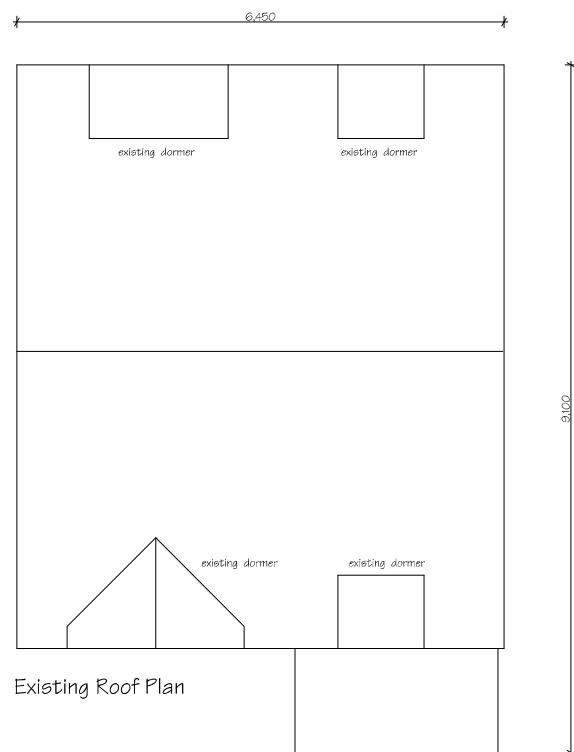 6,450
existing dormer
existing dormer
9,100
existing dormer
existing dormer
Existing Roof Plan